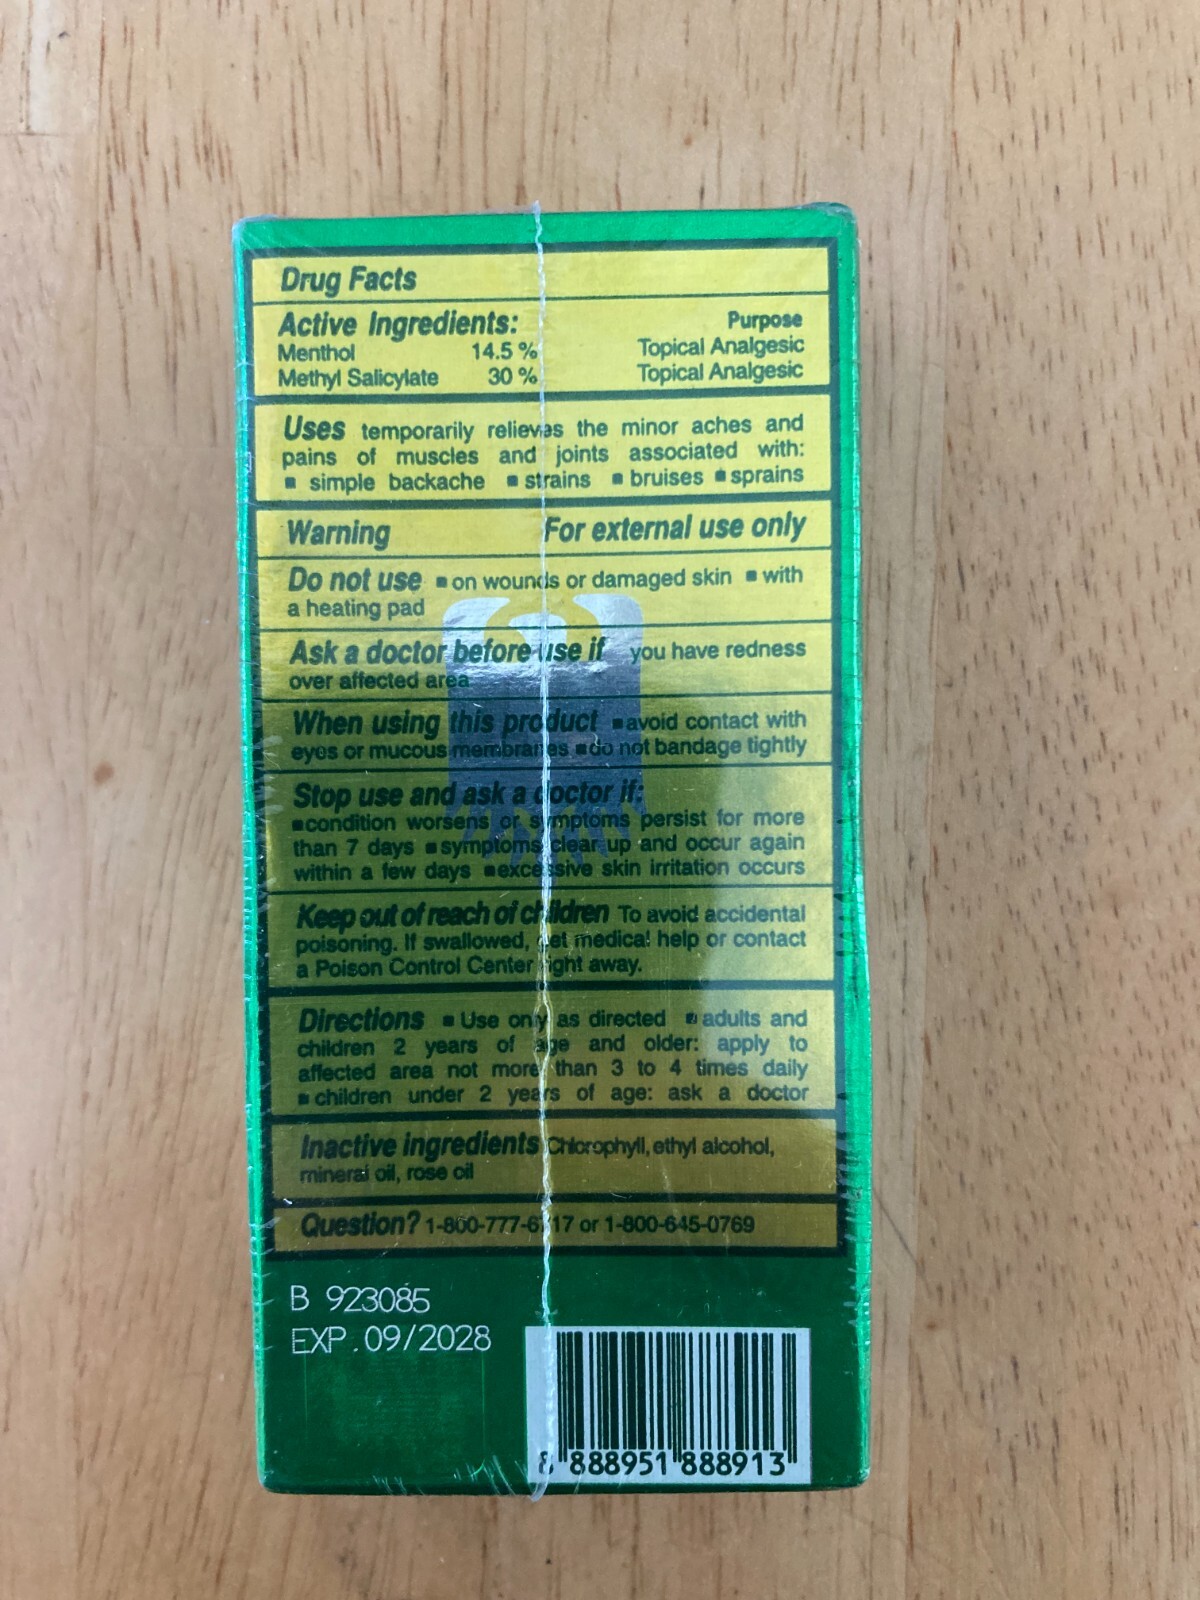 Drug Facts
Active Ingredients: Purpose
Menthol 14.5 % Topical Analgesic
Methyl Salicylate 30 % Topical Analgesic
Uses temporarily relieves the minor aches and
pains of muscles and joints associated with:
▪ simple backache ▪ strains ▪ bruises ▪ sprains
Warning For external use only
Do not use ▪ on wounds or damaged skin ▪ with
a heating pad
Ask a doctor before use if you have redness
over affected area
When using this product ▪ avoid contact with
eyes or mucous membranes ▪ do not bandage tightly
Stop use and ask a doctor if:
▪ condition worsens or symptoms persist for more
than 7 days ▪ symptoms clear up and occur again
within a few days ▪ excessive skin irritation occurs
Keep out of reach of children To avoid accidental
poisoning. If swallowed, get medical help or contact
a Poison Control Center right away.
Directions ▪ Use only as directed ▪ adults and
children 2 years of age and older: apply to
affected area not more than 3 to 4 times daily
▪ children under 2 years of age: ask a doctor
Inactive ingredients Chlorophyll, ethyl alcohol,
mineral oil, rose oil
Question? or 1-800-645-0769
B 923085
EXP. 09/2028
8 888951 888913